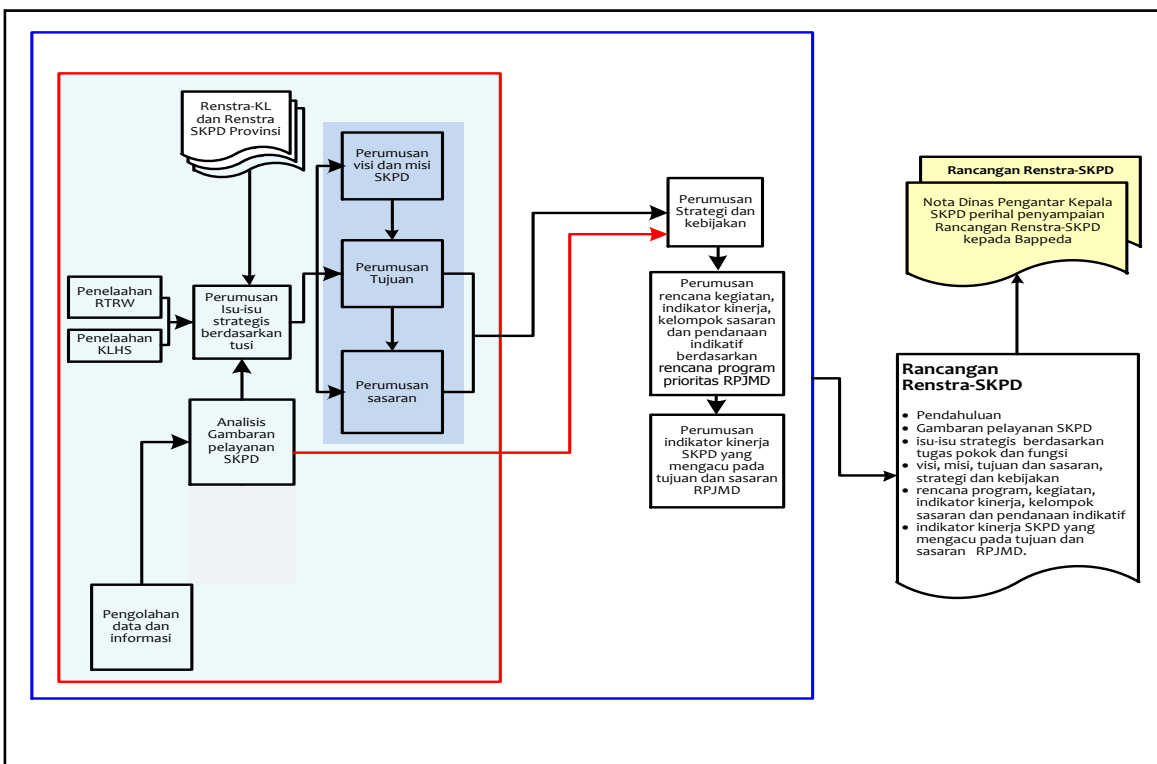 Renstra-KL
dan Renstra
SKPD Provinsi
Perumusan
visi dan misi
SKPD
Penelaahan
RTRW
Penelaahan
KLHS
Perumusan
Isu-isu
strategis
berdasarkan
tusi
Perumusan
Tujuan
Perumusan
sasaran
Analisis
Gambaran
pelayanan
SKPD
Pengolahan
data dan
informasi
Perumusan
Strategi dan
kebijakan
Perumusan
rencana kegiatan,
indikator kinerja,
kelompok sasaran
dan pendanaan
indikatif
berdasarkan
rencana program
prioritas RPJMD
Perumusan
indikator kinerja
SKPD yang
mengacu pada
tujuan dan sasaran
RPJMD
Rancangan Renstra-SKPD
Nota Dinas Pengantar Kepala
SKPD perihal penyampaian
Rancangan Renstra-SKPD
kepada Bappeda
Rancangan
Renstra-SKPD
• Pendahuluan
• Gambaran pelayanan SKPD
• isu-isu strategis berdasarkan
tugas pokok dan fungsi
• visi, misi, tujuan dan sasaran,
strategi dan kebijakan
• rencana program, kegiatan,
indikator kinerja, kelompok
sasaran dan pendanaan indikatif
• indikator kinerja SKPD yang
mengacu pada tujuan dan
sasaran RPJMD.